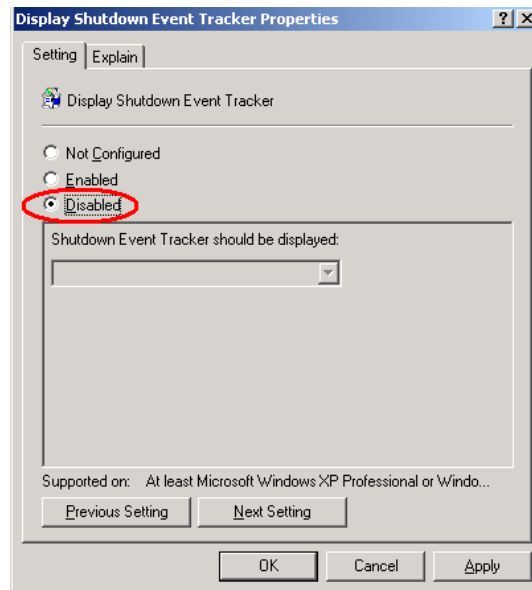 Display Shutdown Event Tracker Properties
Setting
Explain
Display Shutdown Event Tracker
Not Configured
Enabled
Disabled
Shutdown Event Tracker should be displayed:
Supported on: At least Microsoft Windows XP Professional or Windo...
Previous Setting
Next Setting
OK
Cancel
Apply